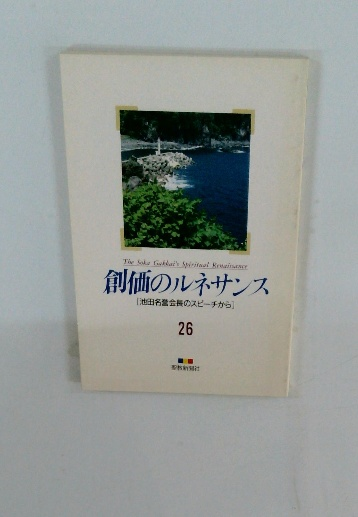 The Soka Gakkai's Spiritual Renaissance
創価のルネサンス
[池田名誉会長のスピーチから]
26
聖教新聞社